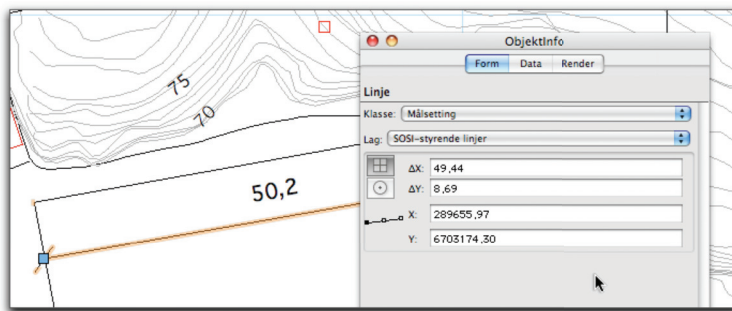 75
70
50,2
ObjektInfo
Form Data Render
Linje
Klasse: Målsetting
Lag: SOSI-styrende linjer
ΔX: 49,44
ΔY: 8,69
X: 289655,97
Y: 6703174,30